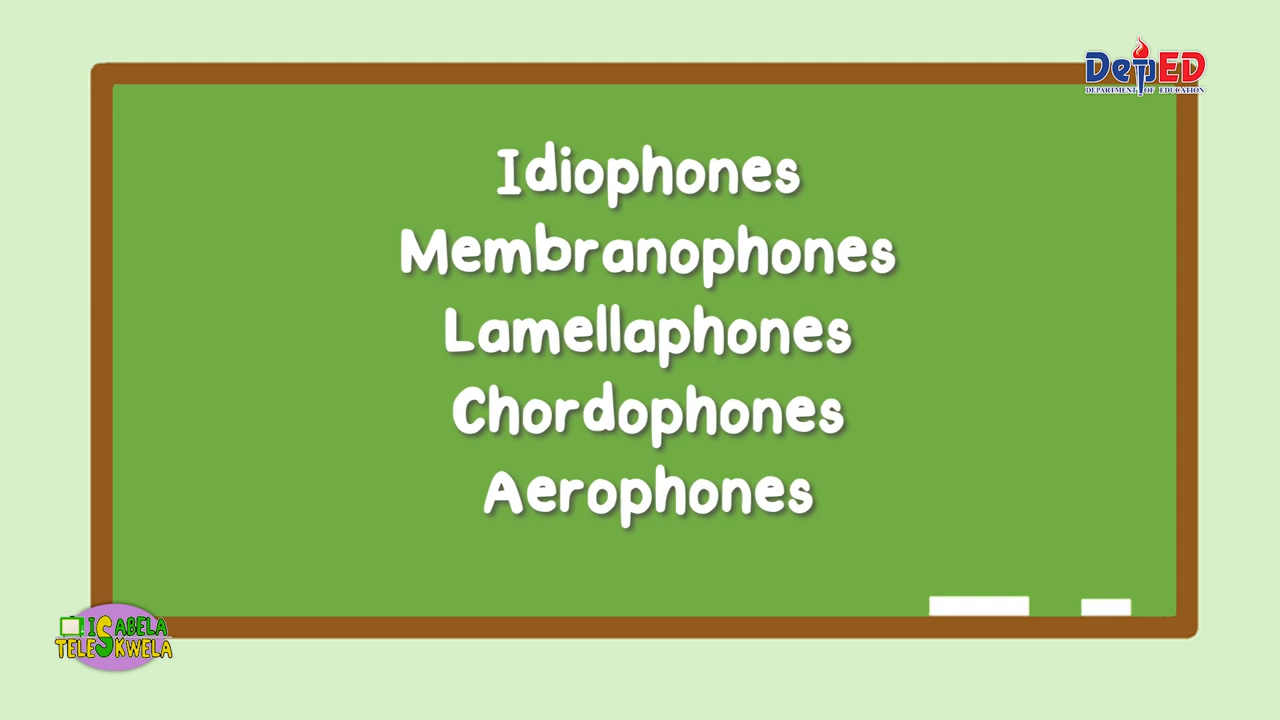 DepED
DEPARTMENT OF EDUCATION
Idiophones
Membranophones
Lamellaphones
Chordophones
Aerophones
ISABELA
TELESKWELA